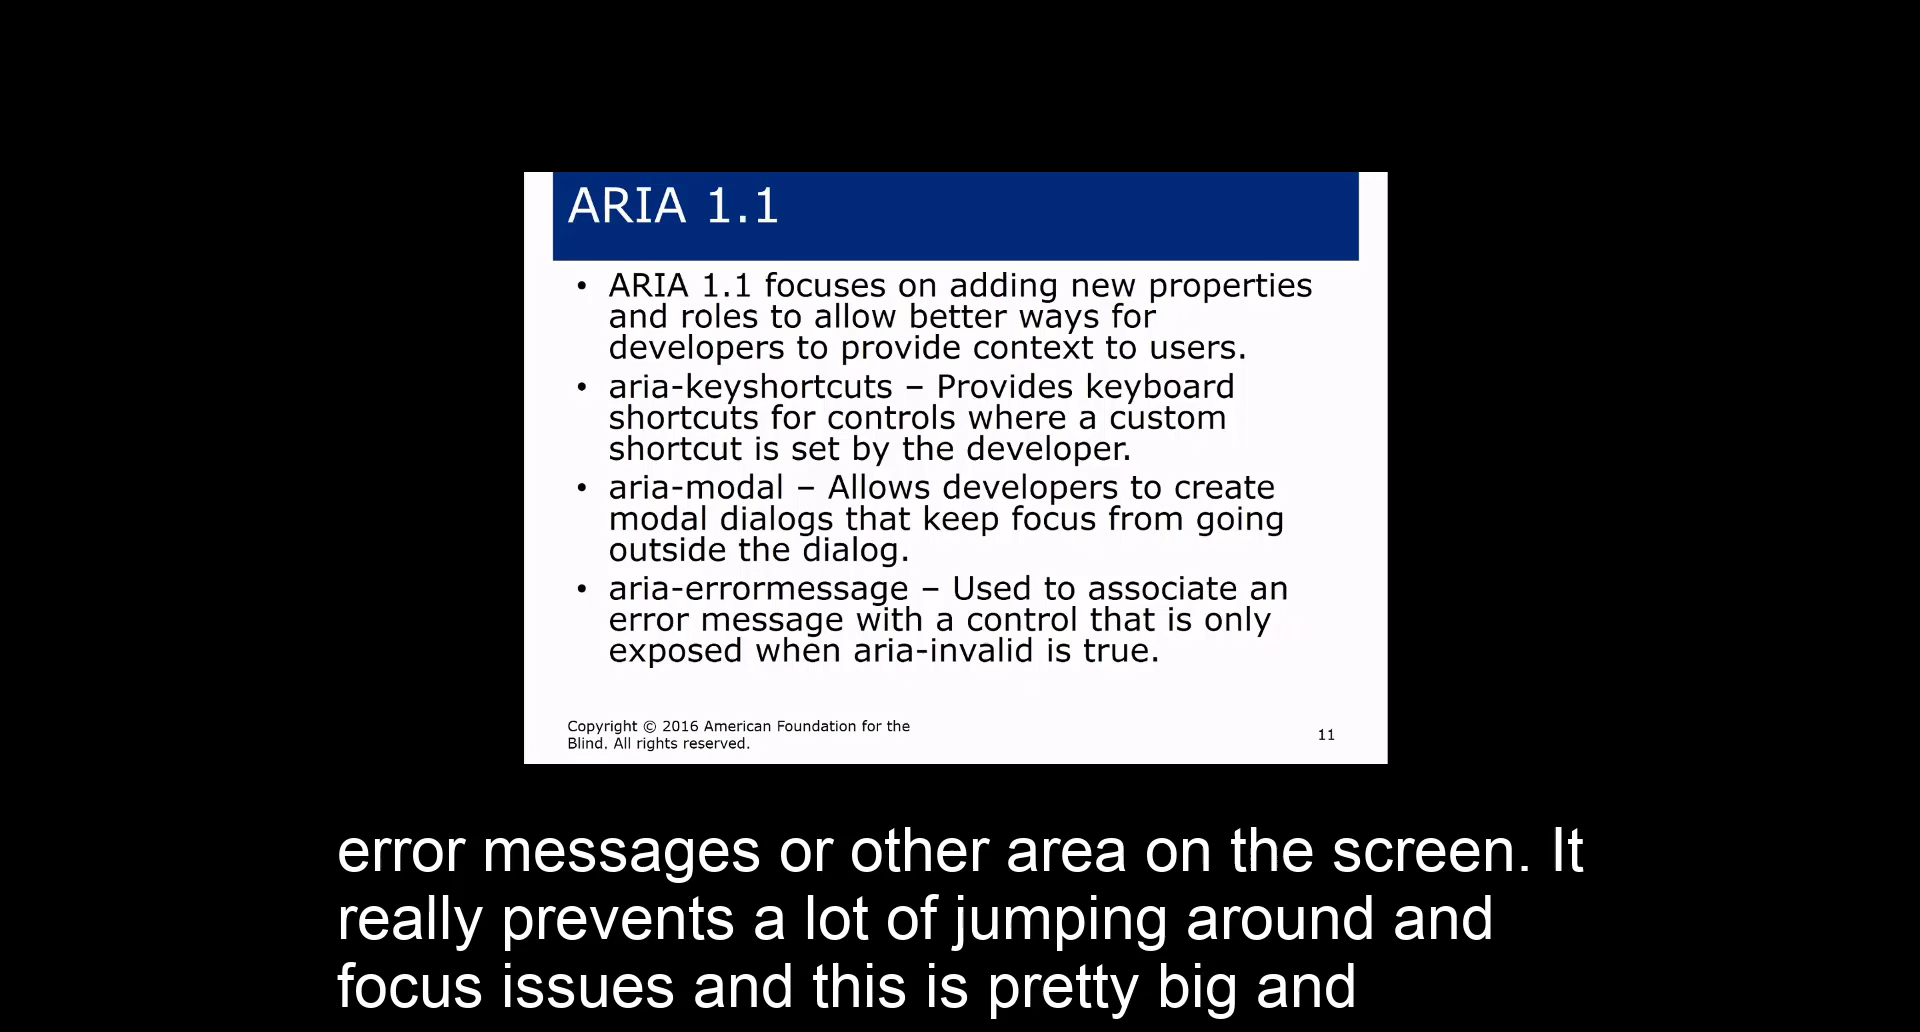 ARIA 1.1
• ARIA 1.1 focuses on adding new properties
and roles to allow better ways for
developers to provide context to users.
• aria-keyshortcuts – Provides keyboard
shortcuts for controls where a custom
shortcut is set by the developer.
• aria-modal – Allows developers to create
modal dialogs that keep focus from going
outside the dialog.
• aria-errormessage – Used to associate an
error message with a control that is only
exposed when aria-invalid is true.
Copyright © 2016 American Foundation for the
Blind. All rights reserved.
11
error messages or other area on the screen. It
really prevents a lot of jumping around and
focus issues and this is pretty big and